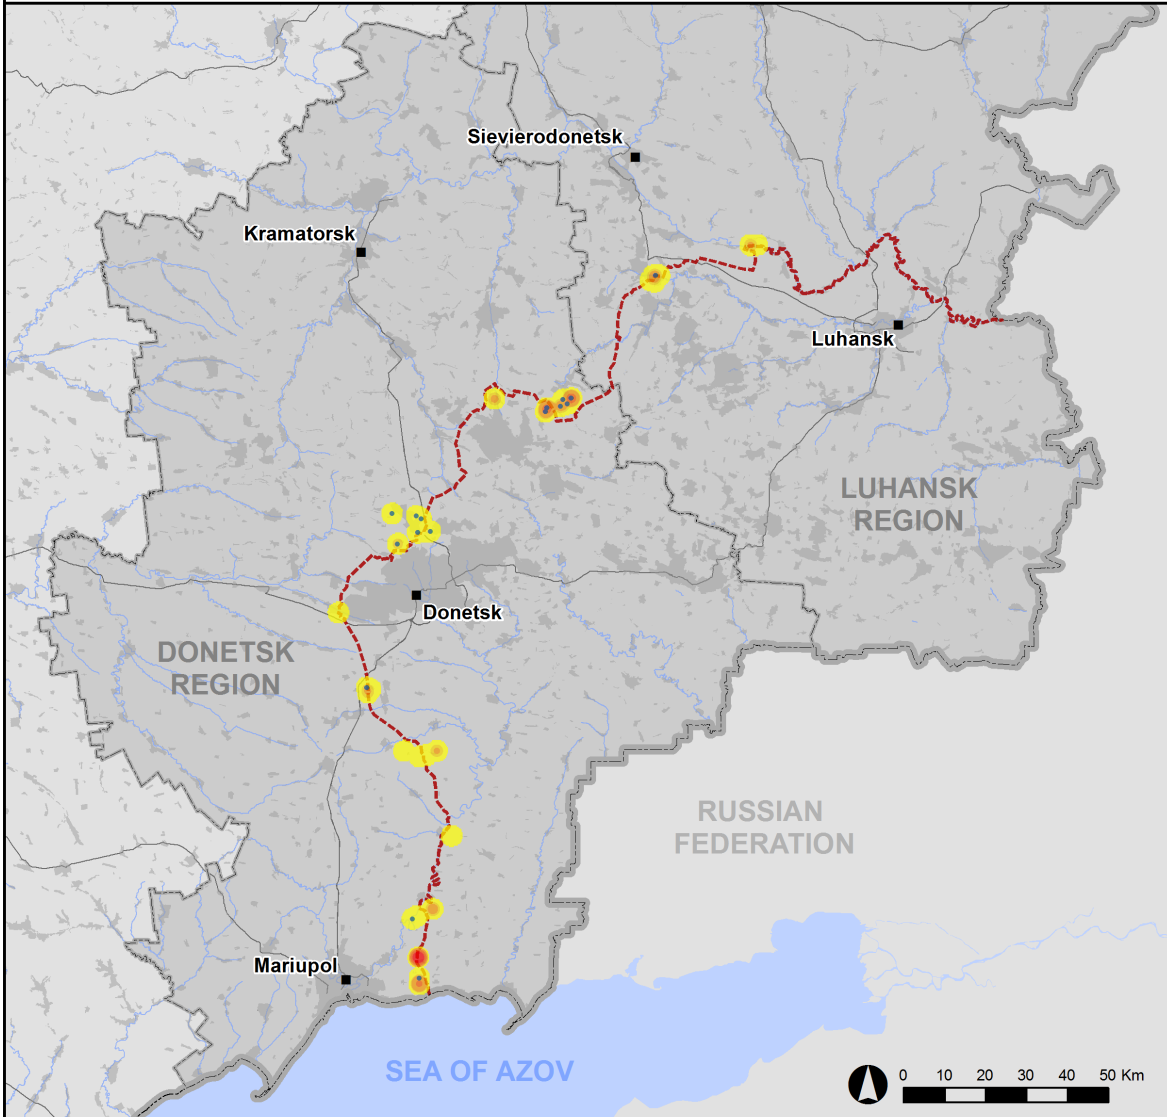 Sievierodonetsk
Kramatorsk
Luhansk
LUHANSK
REGION
Donetsk
DONETSK
REGION
RUSSIAN
FEDERATION
Mariupol
SEA OF AZOV
0 10 20 30 40 50 Km